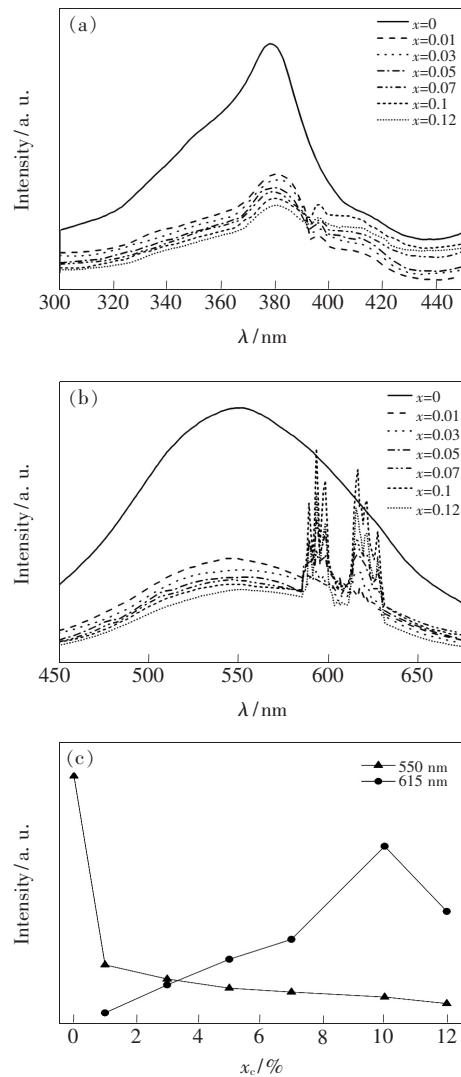 (a)
x=0
x=0.01
x=0.03
x=0.05
x=0.07
x=0.1
x=0.12
Intensity/a. u.
300 320 340 360 380 400 420 440
λ/nm
(b)
x=0
x=0.01
x=0.03
x=0.05
x=0.07
x=0.1
x=0.12
Intensity/a. u.
450 500 550 600 650
λ/nm
(c)
550 nm
615 nm
Intensity/a. u.
0 2 4 6 8 10 12
x_c/%